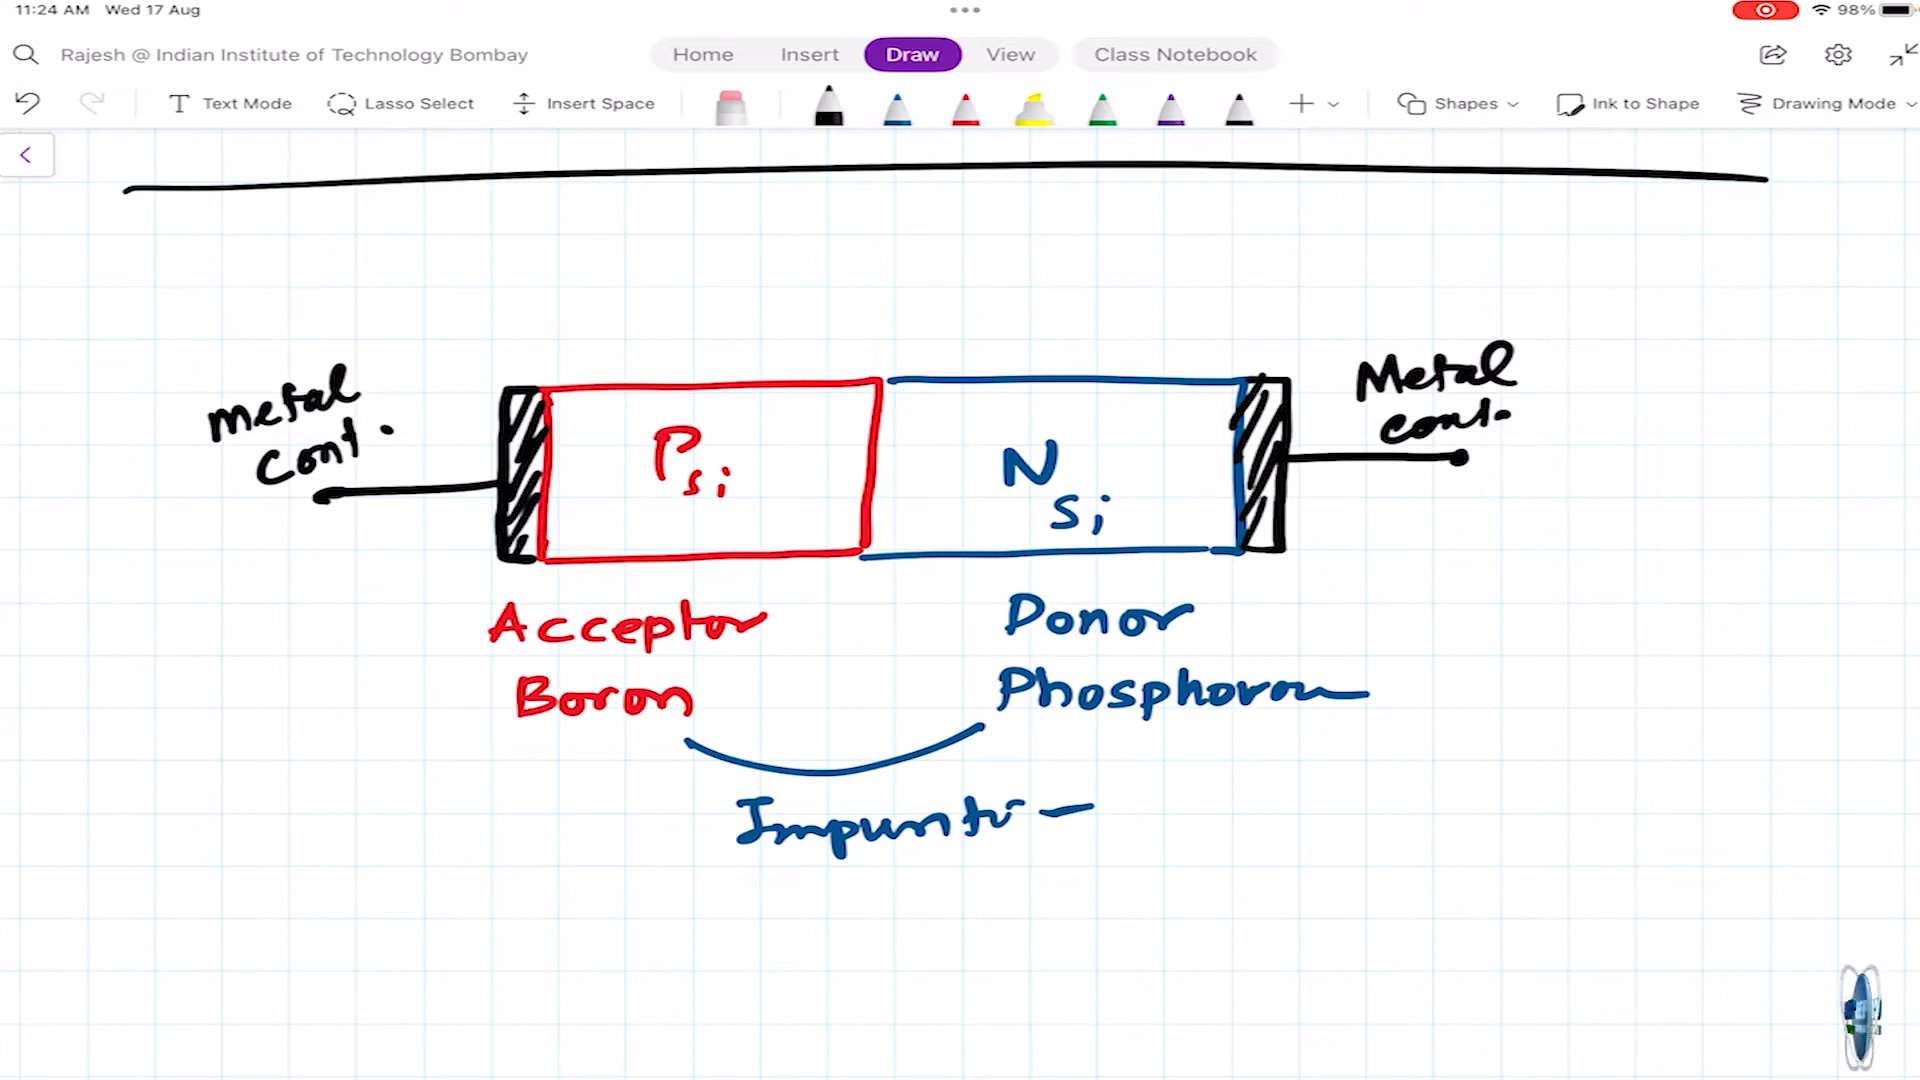 11:24 AM Wed 17 Aug
98%
Rajesh @ Indian Institute of Technology Bombay
Home Insert Draw View Class Notebook
Text Mode Lasso Select Insert Space Shapes Ink to Shape Drawing Mode
metal
cont.
Metal
cont.
P
Si
N
Si
Acceptor
Boron
Donor